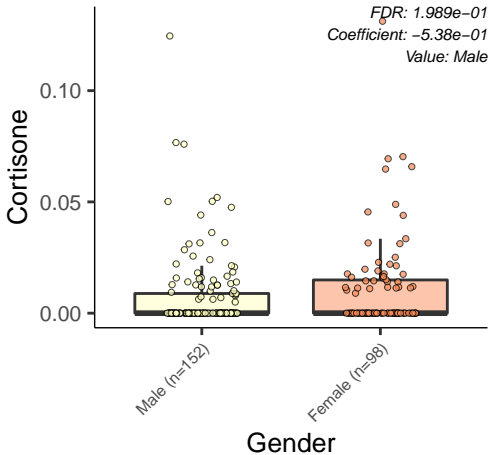 FDR: 1.989e−01
Coefficient: −5.38e−01
Value: Male
Cortisone
0.10
0.05
0.00
Male (n=152)
Female (n=98)
Gender